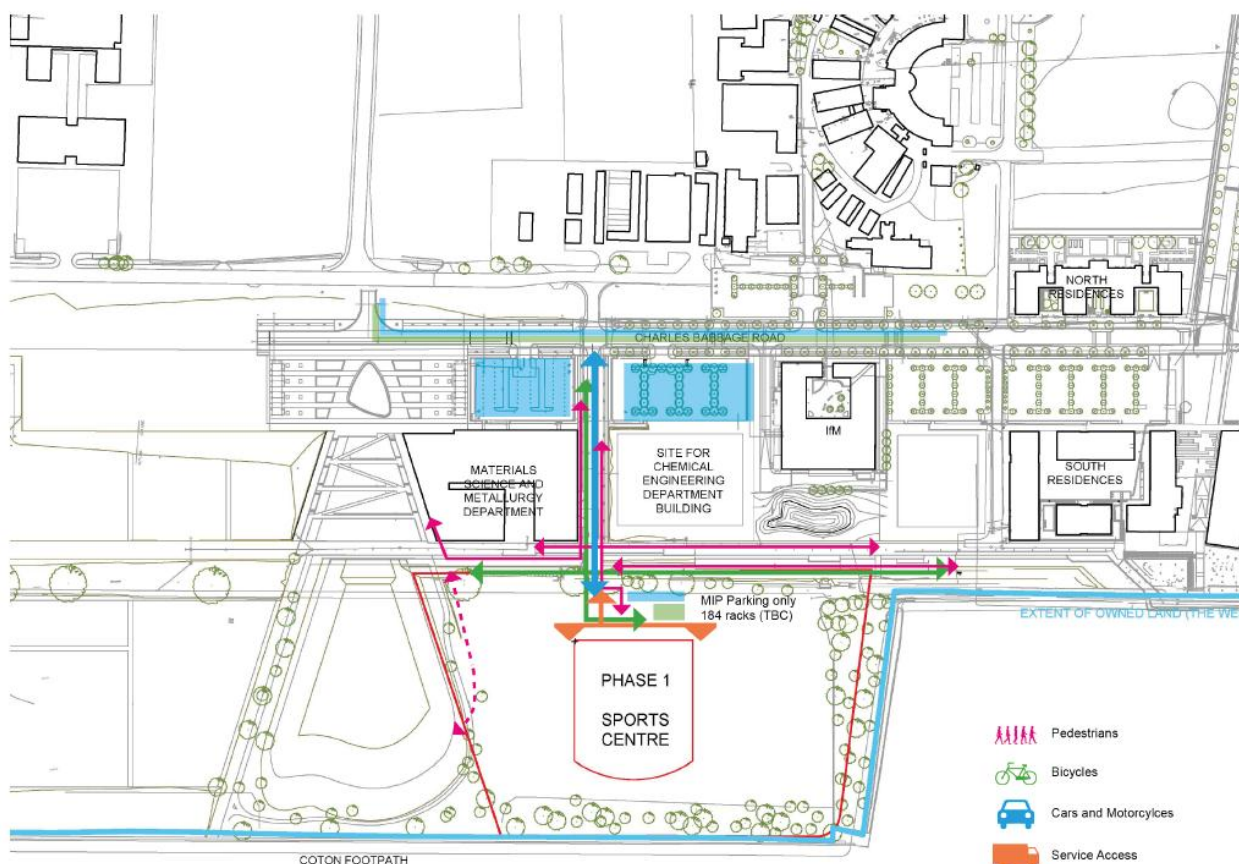 NORTH
RESIDENCES
CHARLES BABBAGE ROAD
IfM
MATERIALS
SCIENCE AND
METALLURGY
DEPARTMENT
SITE FOR
CHEMICAL
ENGINEERING
DEPARTMENT
BUILDING
SOUTH
RESIDENCES
MIP Parking only
184 racks (TBC)
EXTENT OF OWNED LAND (THE WE
PHASE 1
SPORTS
CENTRE
Pedestrians
Bicycles
Cars and Motorcylces
Service Access
COTON FOOTPATH